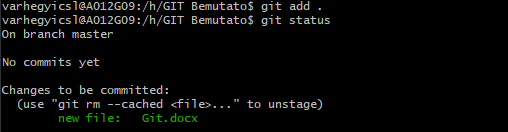 varhegyicsl@A012G09:/h/GIT Bemutato$ git add .
varhegyicsl@A012G09:/h/GIT Bemutato$ git status
On branch master
No commits yet
Changes to be committed:
(use "git rm --cached <file>..." to unstage)
new file: Git.docx